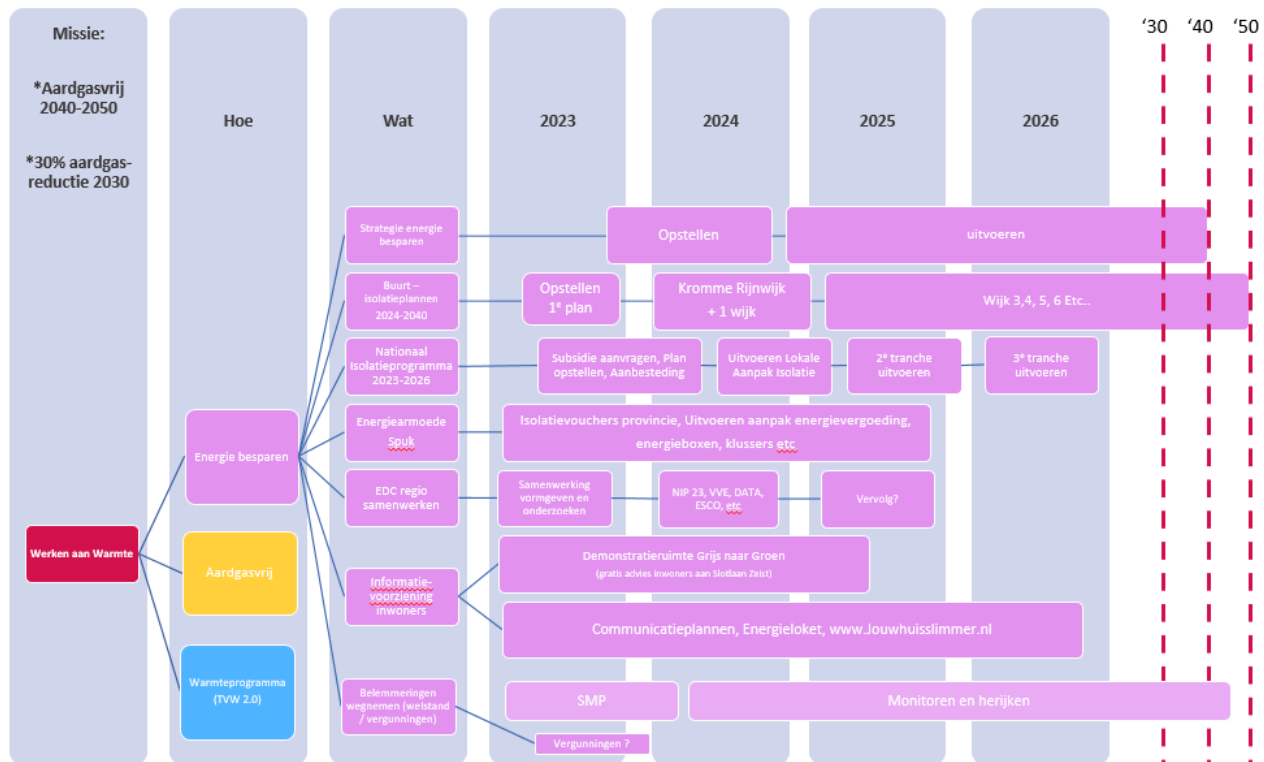 Missie:
*Aardgasvrij
2040-2050
*30% aardgas-
reductie 2030
Hoe
Wat
2023
2024
2025
2026
‘30
‘40
‘50
Strategie energie
besparen
Opstellen
uitvoeren
Buurt –
isolatieplannen
2024-2040
Opstellen
1e plan
Kromme Rijnwijk
+ 1 wijk
Wijk 3,4, 5, 6 Etc..
Nationaal
Isolatieprogramma
2023-2026
Subsidie aanvragen, Plan
opstellen, Aanbesteding
Uitvoeren Lokale
Aanpak Isolatie
2e tranche
uitvoeren
3e tranche
uitvoeren
Energiearmoede
Spuk
Isolatievouchers provincie, Uitvoeren aanpak energievergoeding,
energieboxen, klussers etc
Energie besparen
EDC regio
samenwerken
Samenwerking
vormgeven en
onderzoeken
NIP 23, VVE, DATA,
ESCO, etc
Vervolg?
Werken aan Warmte
Aardgasvrij
Informatie-
voorziening
inwoners
Demonstratieruimte Grijs naar Groen
(gratis advies inwoners aan Slotlaan Zeist)
Communicatieplannen, Energieloket, www.Jouwhuisslimmer.nl
Warmteprogramma
(TVW 2.0)
Belemmeringen
wegnemen (welstand
/ vergunningen)
SMP
Monitoren en herijken
Vergunningen ?